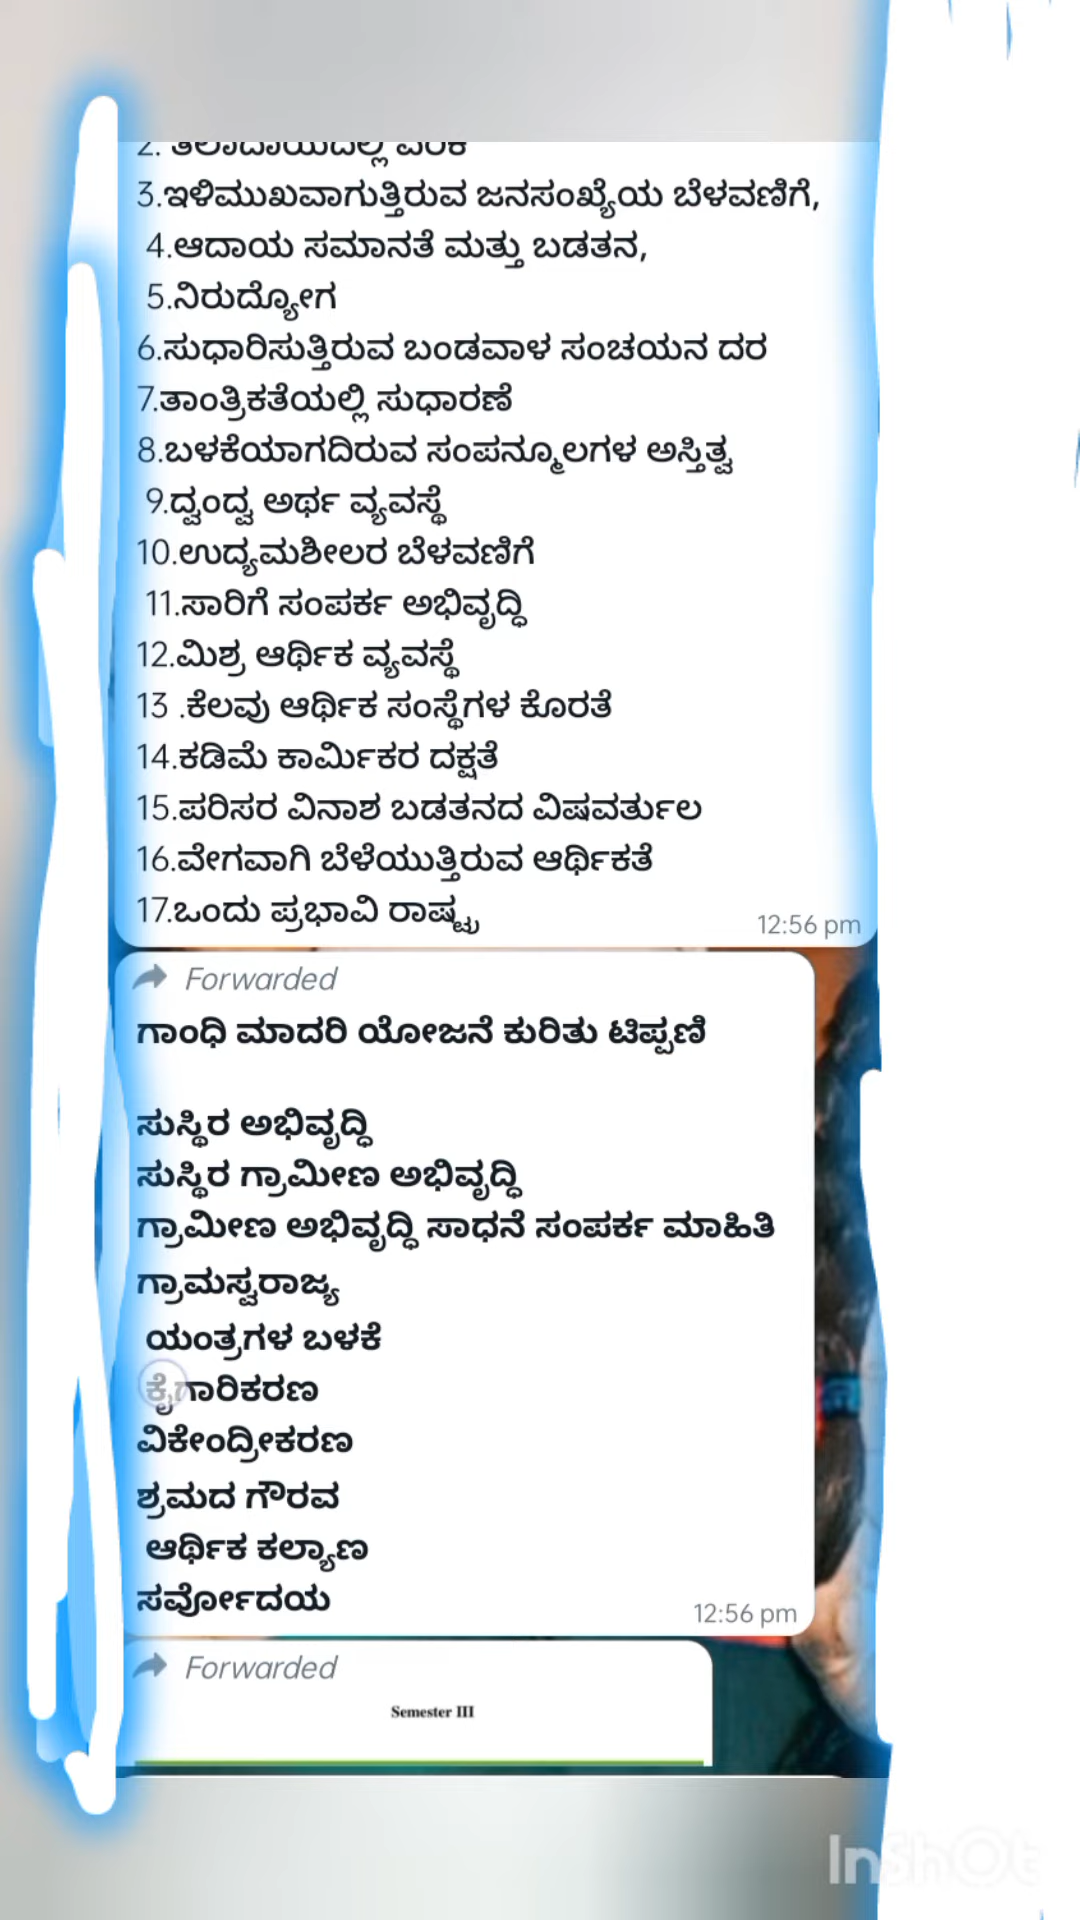 2. ತಲಾದಾಯದಲ್ಲಿ ಏರಿಕೆ
3.ಇಳಿಮುಖವಾಗುತ್ತಿರುವ ಜನಸಂಖ್ಯೆಯ ಬೆಳವಣಿಗೆ,
4.ಆದಾಯ ಸಮಾನತೆ ಮತ್ತು ಬಡತನ,
5.ನಿರುದ್ಯೋಗ
6.ಸುಧಾರಿಸುತ್ತಿರುವ ಬಂಡವಾಳ ಸಂಚಯನ ದರ
7.ತಾಂತ್ರಿಕತೆಯಲ್ಲಿ ಸುಧಾರಣೆ
8.ಬಳಕೆಯಾಗದಿರುವ ಸಂಪನ್ಮೂಲಗಳ ಅಸ್ತಿತ್ವ
9.ದ್ವಂದ್ವ ಅರ್ಥ ವ್ಯವಸ್ಥೆ
10.ಉದ್ಯಮಶೀಲರ ಬೆಳವಣಿಗೆ
11.ಸಾರಿಗೆ ಸಂಪರ್ಕ ಅಭಿವೃದ್ಧಿ
12.ಮಿಶ್ರ ಆರ್ಥಿಕ ವ್ಯವಸ್ಥೆ
13 .ಕೆಲವು ಆರ್ಥಿಕ ಸಂಸ್ಥೆಗಳ ಕೊರತೆ
14.ಕಡಿಮೆ ಕಾರ್ಮಿಕರ ದಕ್ಷತೆ
15.ಪರಿಸರ ವಿನಾಶ ಬಡತನದ ವಿಷವರ್ತುಲ
16.ವೇಗವಾಗಿ ಬೆಳೆಯುತ್ತಿರುವ ಆರ್ಥಿಕತೆ
17.ಒಂದು ಪ್ರಭಾವಿ ರಾಷ್ಟ್ರ
12:56 pm
Forwarded
ಗಾಂಧಿ ಮಾದರಿ ಯೋಜನೆ ಕುರಿತು ಟಿಪ್ಪಣಿ
ಸುಸ್ಥಿರ ಅಭಿವೃದ್ಧಿ
ಸುಸ್ಥಿರ ಗ್ರಾಮೀಣ ಅಭಿವೃದ್ಧಿ
ಗ್ರಾಮೀಣ ಅಭಿವೃದ್ಧಿ ಸಾಧನೆ ಸಂಪರ್ಕ ಮಾಹಿತಿ
ಗ್ರಾಮಸ್ವರಾಜ್ಯ
ಯಂತ್ರಗಳ ಬಳಕೆ
ಕೈಗಾರಿಕರಣ
ವಿಕೇಂದ್ರೀಕರಣ
ಶ್ರಮದ ಗೌರವ
ಆರ್ಥಿಕ ಕಲ್ಯಾಣ
ಸರ್ವೋದಯ
12:56 pm
Forwarded
Semester III
InShOt